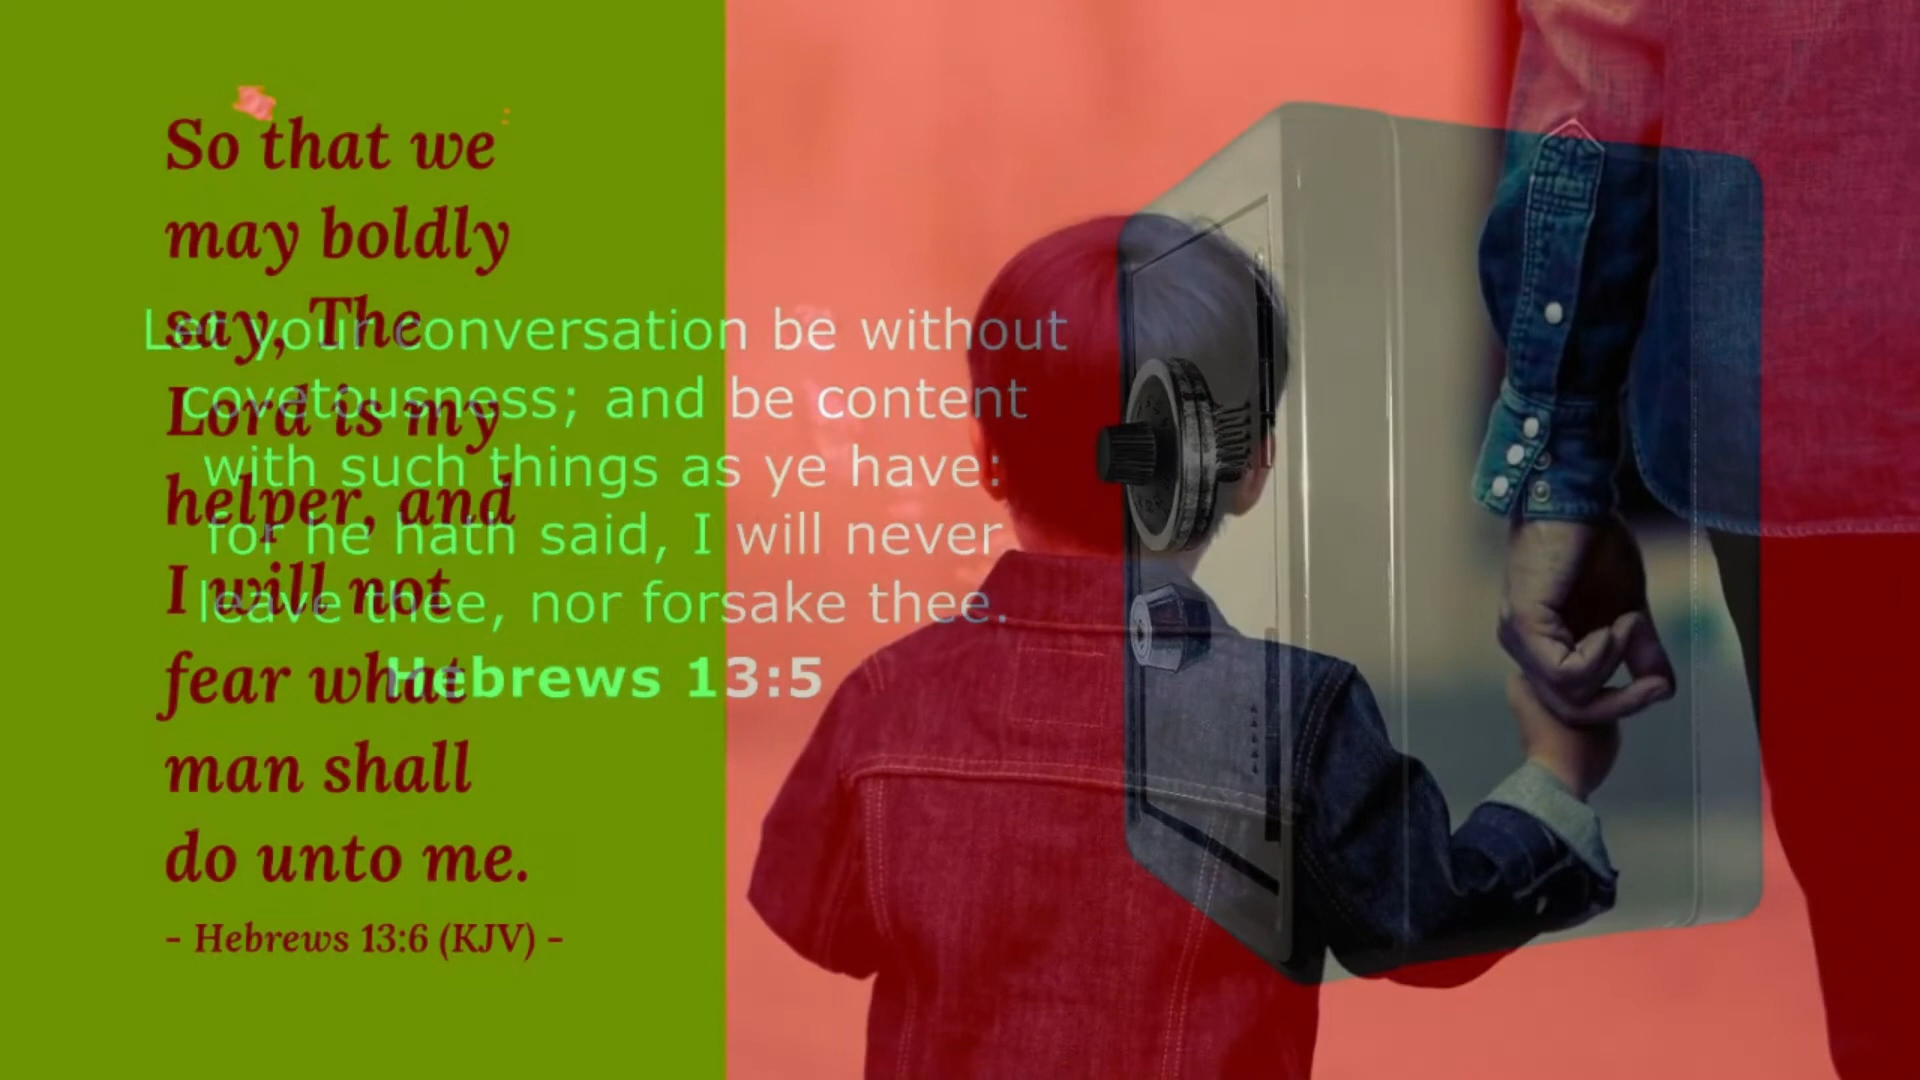 So that we
may boldly
say, The
Lord is my
helper, and
I will not
fear what
man shall
do unto me.
- Hebrews 13:6 (KJV) -
Let your conversation be without
covetousness; and be content
with such things as ye have:
for he hath said, I will never
leave thee, nor forsake thee.
Hebrews 13:5